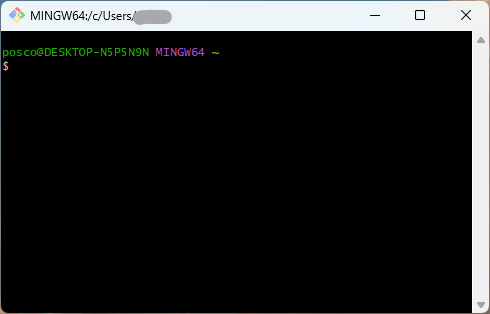 MINGW64:/c/Users/
posco@DESKTOP-N5P5N9N MINGW64 ~
$